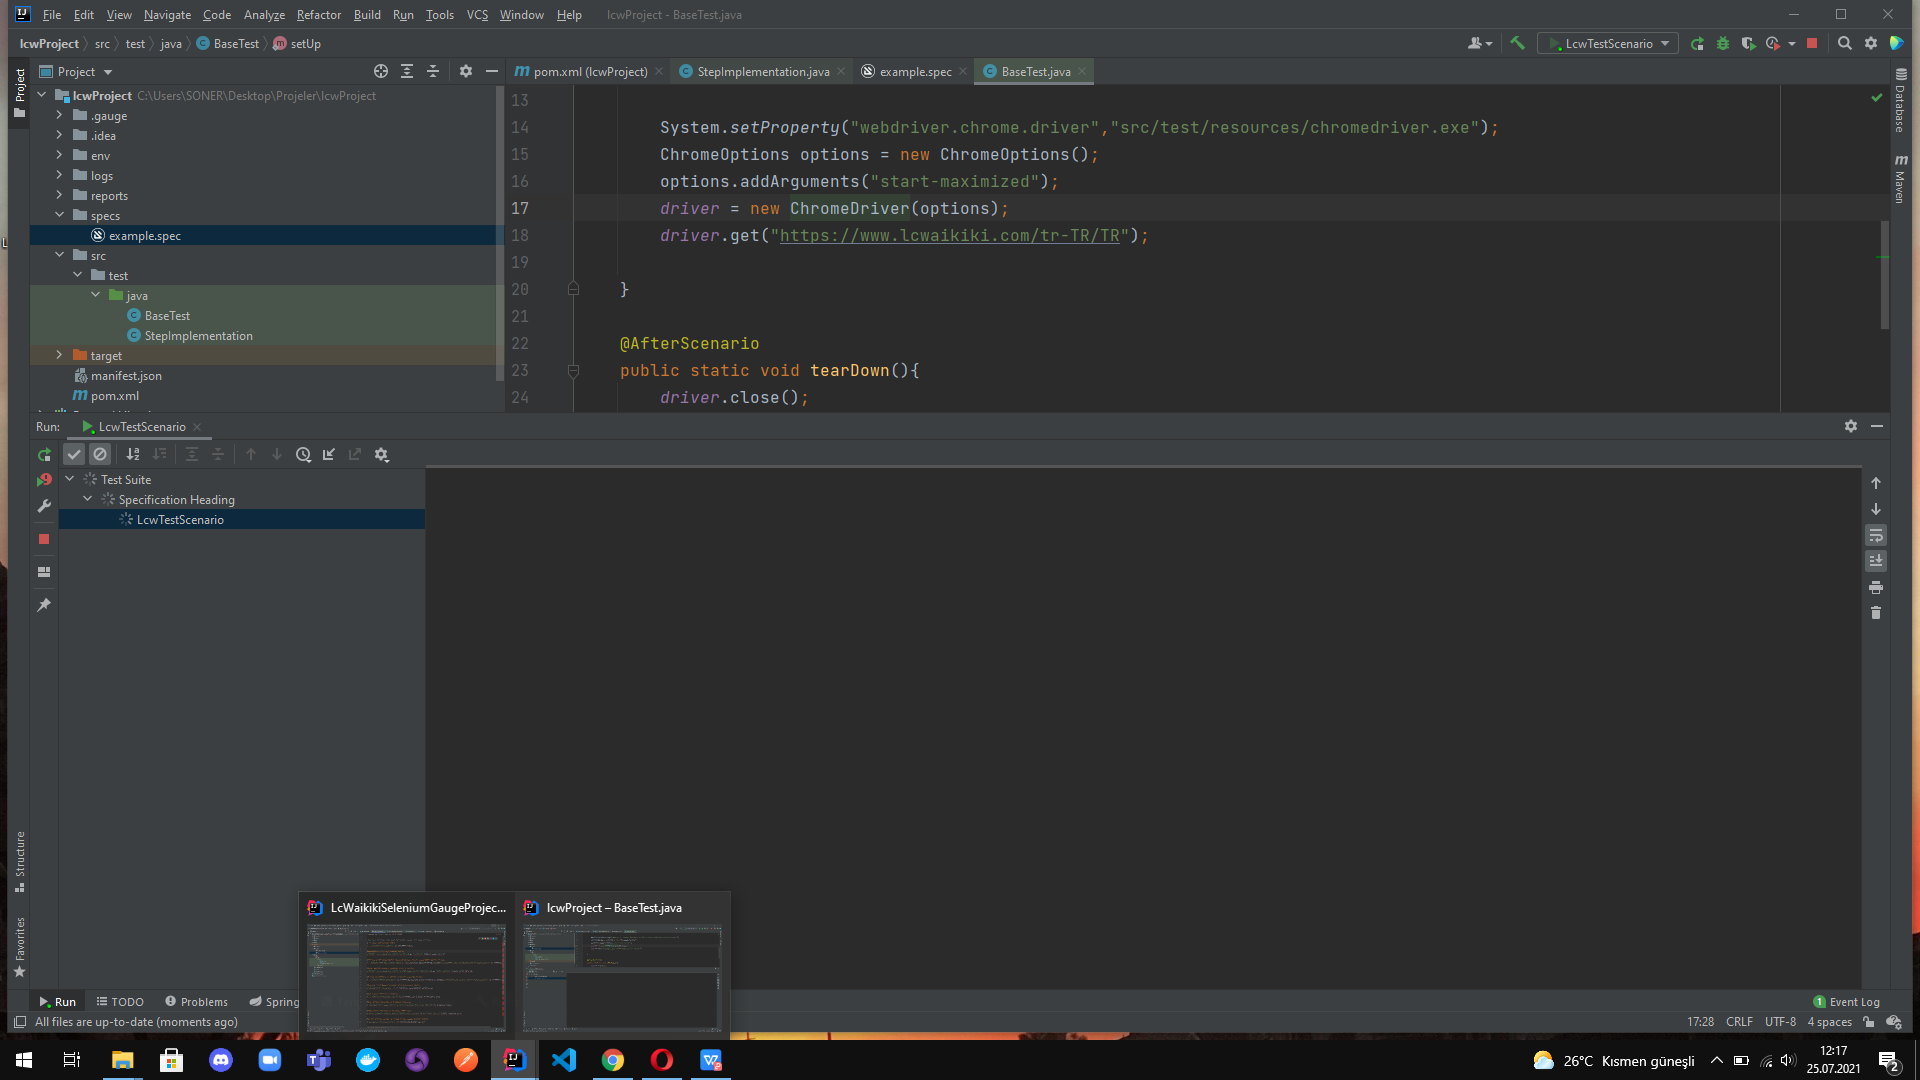 File Edit View Navigate Code Analyze Refactor Build Run Tools VCS Window Help lcwProject - BaseTest.java
lcwProject src test java BaseTest setUp LcwTestScenario
Project
pom.xml (lcwProject) StepImplementation.java example.spec BaseTest.java
lcwProject C:\Users\SONER\Desktop\Projeler\lcwProject
.gauge
.idea
env
logs
reports
specs
example.spec
src
test
java
BaseTest
StepImplementation
target
manifest.json
pom.xml
13
14 System.setProperty("webdriver.chrome.driver","src/test/resources/chromedriver.exe");
15 ChromeOptions options = new ChromeOptions();
16 options.addArguments("start-maximized");
17 driver = new ChromeDriver(options);
18 driver.get("https://www.lcwaikiki.com/tr-TR/TR");
19
20 }
21
22 @AfterScenario
23 public static void tearDown(){
24 driver.close();
Project
Structure
Favorites
Database
Maven
Run: LcwTestScenario
Test Suite
Specification Heading
LcwTestScenario
LcWaikikiSeleniumGaugeProjec... lcwProject – BaseTest.java
Run TODO Problems Spring
1 Event Log
All files are up-to-date (moments ago)
17:28 CRLF UTF-8 4 spaces
26°C Kısmen güneşli
12:17
25.07.2021
2